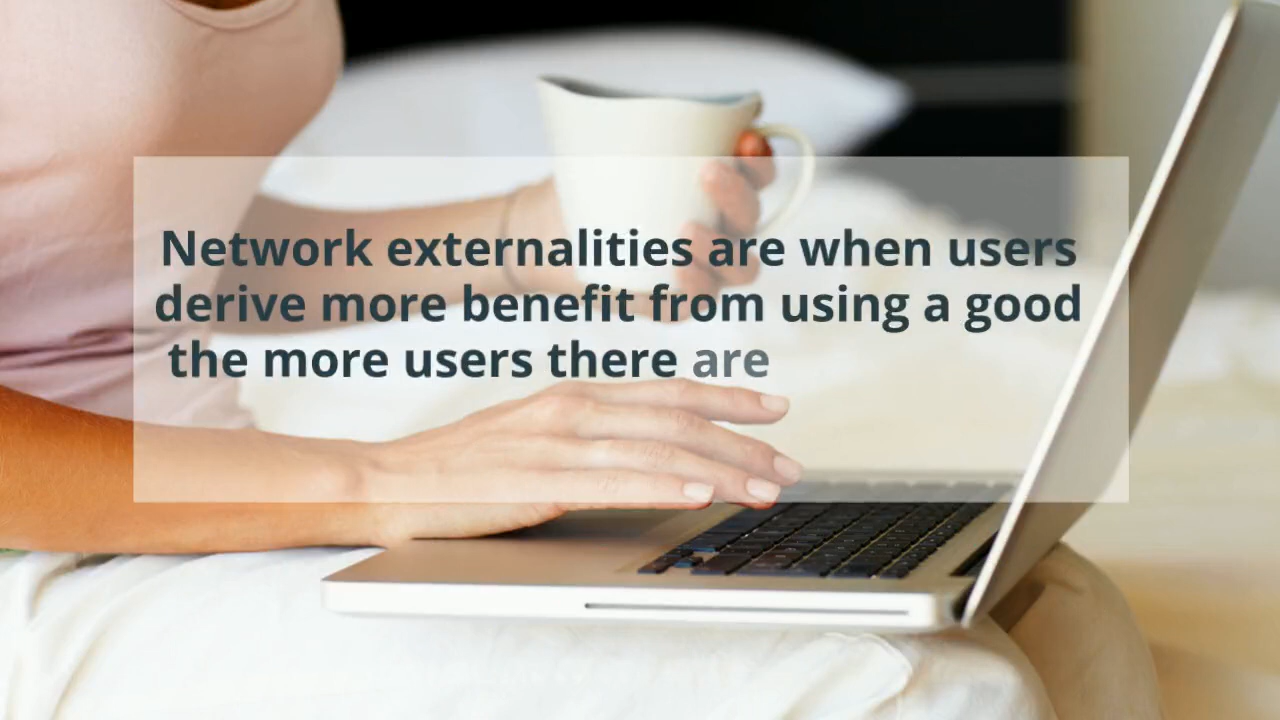 Network externalities are when users
derive more benefit from using a good
the more users there are